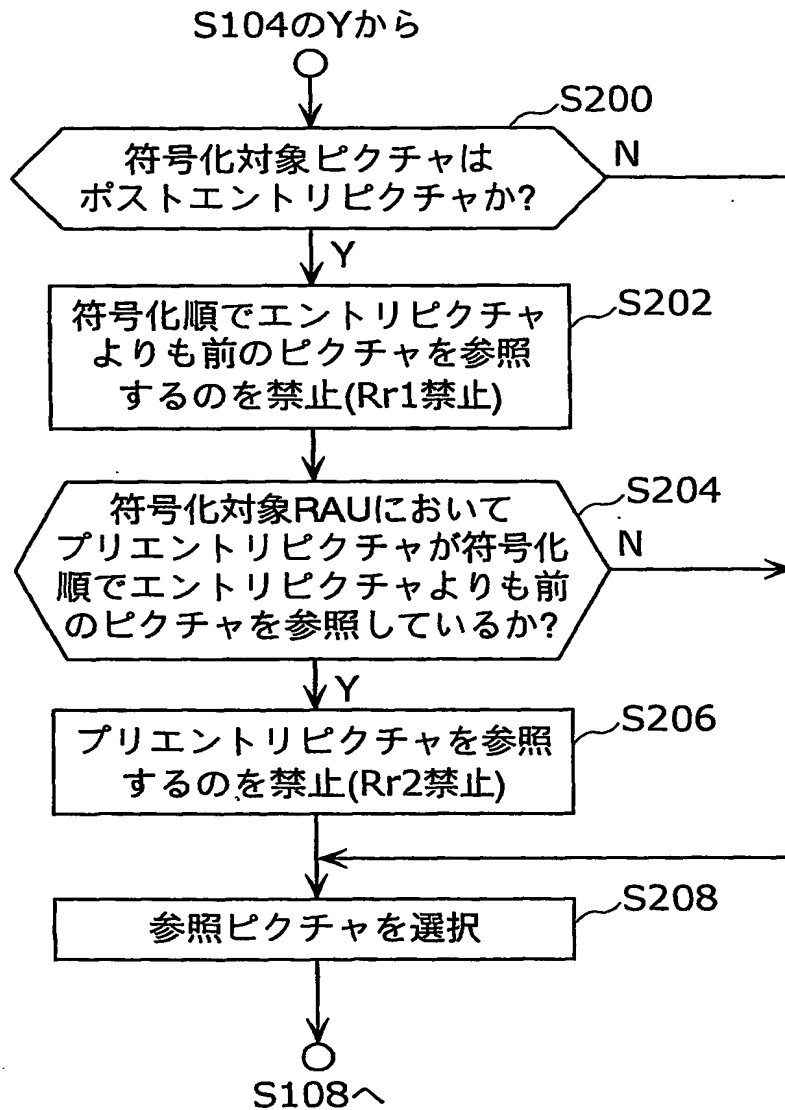 S104のYから
S200
符号化対象ピクチャは
ポストエントリピクチャか?
N
Y
S202
符号化順でエントリピクチャ
よりも前のピクチャを参照
するのを禁止(Rr1禁止)
S204
符号化対象RAUにおいて
プリエントリピクチャが符号化
順でエントリピクチャよりも前
のピクチャを参照しているか?
N
Y
S206
プリエントリピクチャを参照
するのを禁止(Rr2禁止)
S208
参照ピクチャを選択
S108へ